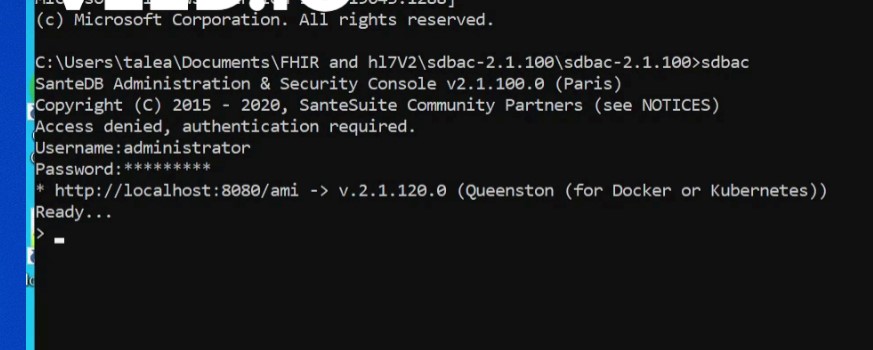 (c) Microsoft Corporation. All rights reserved.
C:\Users\talea\Documents\FHIR and hl7V2\sdbac-2.1.100\sdbac-2.1.100>sdbac
SanteDB Administration & Security Console v2.1.100.0 (Paris)
Copyright (C) 2015 - 2020, SanteSuite Community Partners (see NOTICES)
Access denied, authentication required.
Username:administrator
Password:*********
* http://localhost:8080/ami -> v.2.1.120.0 (Queenston (for Docker or Kubernetes))
Ready...
>